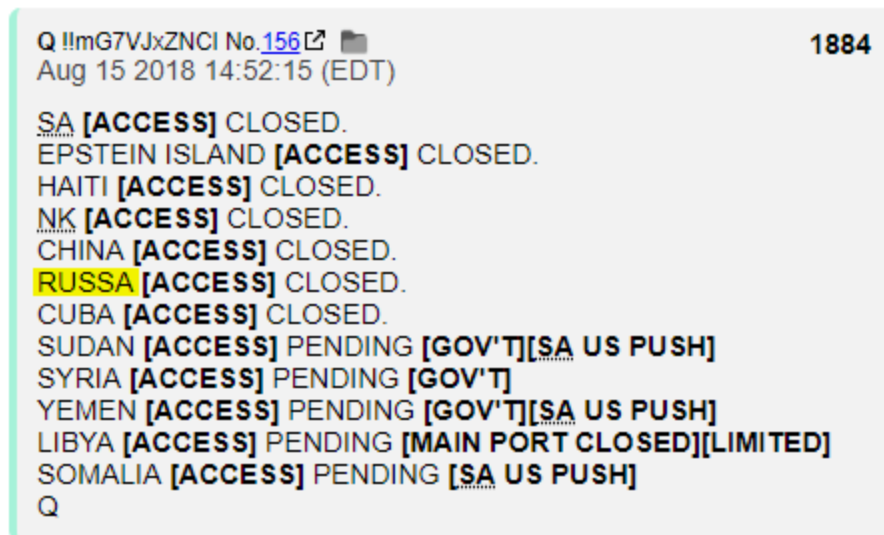 Q !!mG7VJxZNCI No.156
1884
Aug 15 2018 14:52:15 (EDT)
SA [ACCESS] CLOSED.
EPSTEIN ISLAND [ACCESS] CLOSED.
HAITI [ACCESS] CLOSED.
NK [ACCESS] CLOSED.
CHINA [ACCESS] CLOSED.
RUSSA [ACCESS] CLOSED.
CUBA [ACCESS] CLOSED.
SUDAN [ACCESS] PENDING [GOV'T][SA US PUSH]
SYRIA [ACCESS] PENDING [GOV'T]
YEMEN [ACCESS] PENDING [GOV'T][SA US PUSH]
LIBYA [ACCESS] PENDING [MAIN PORT CLOSED][LIMITED]
SOMALIA [ACCESS] PENDING [SA US PUSH]
Q